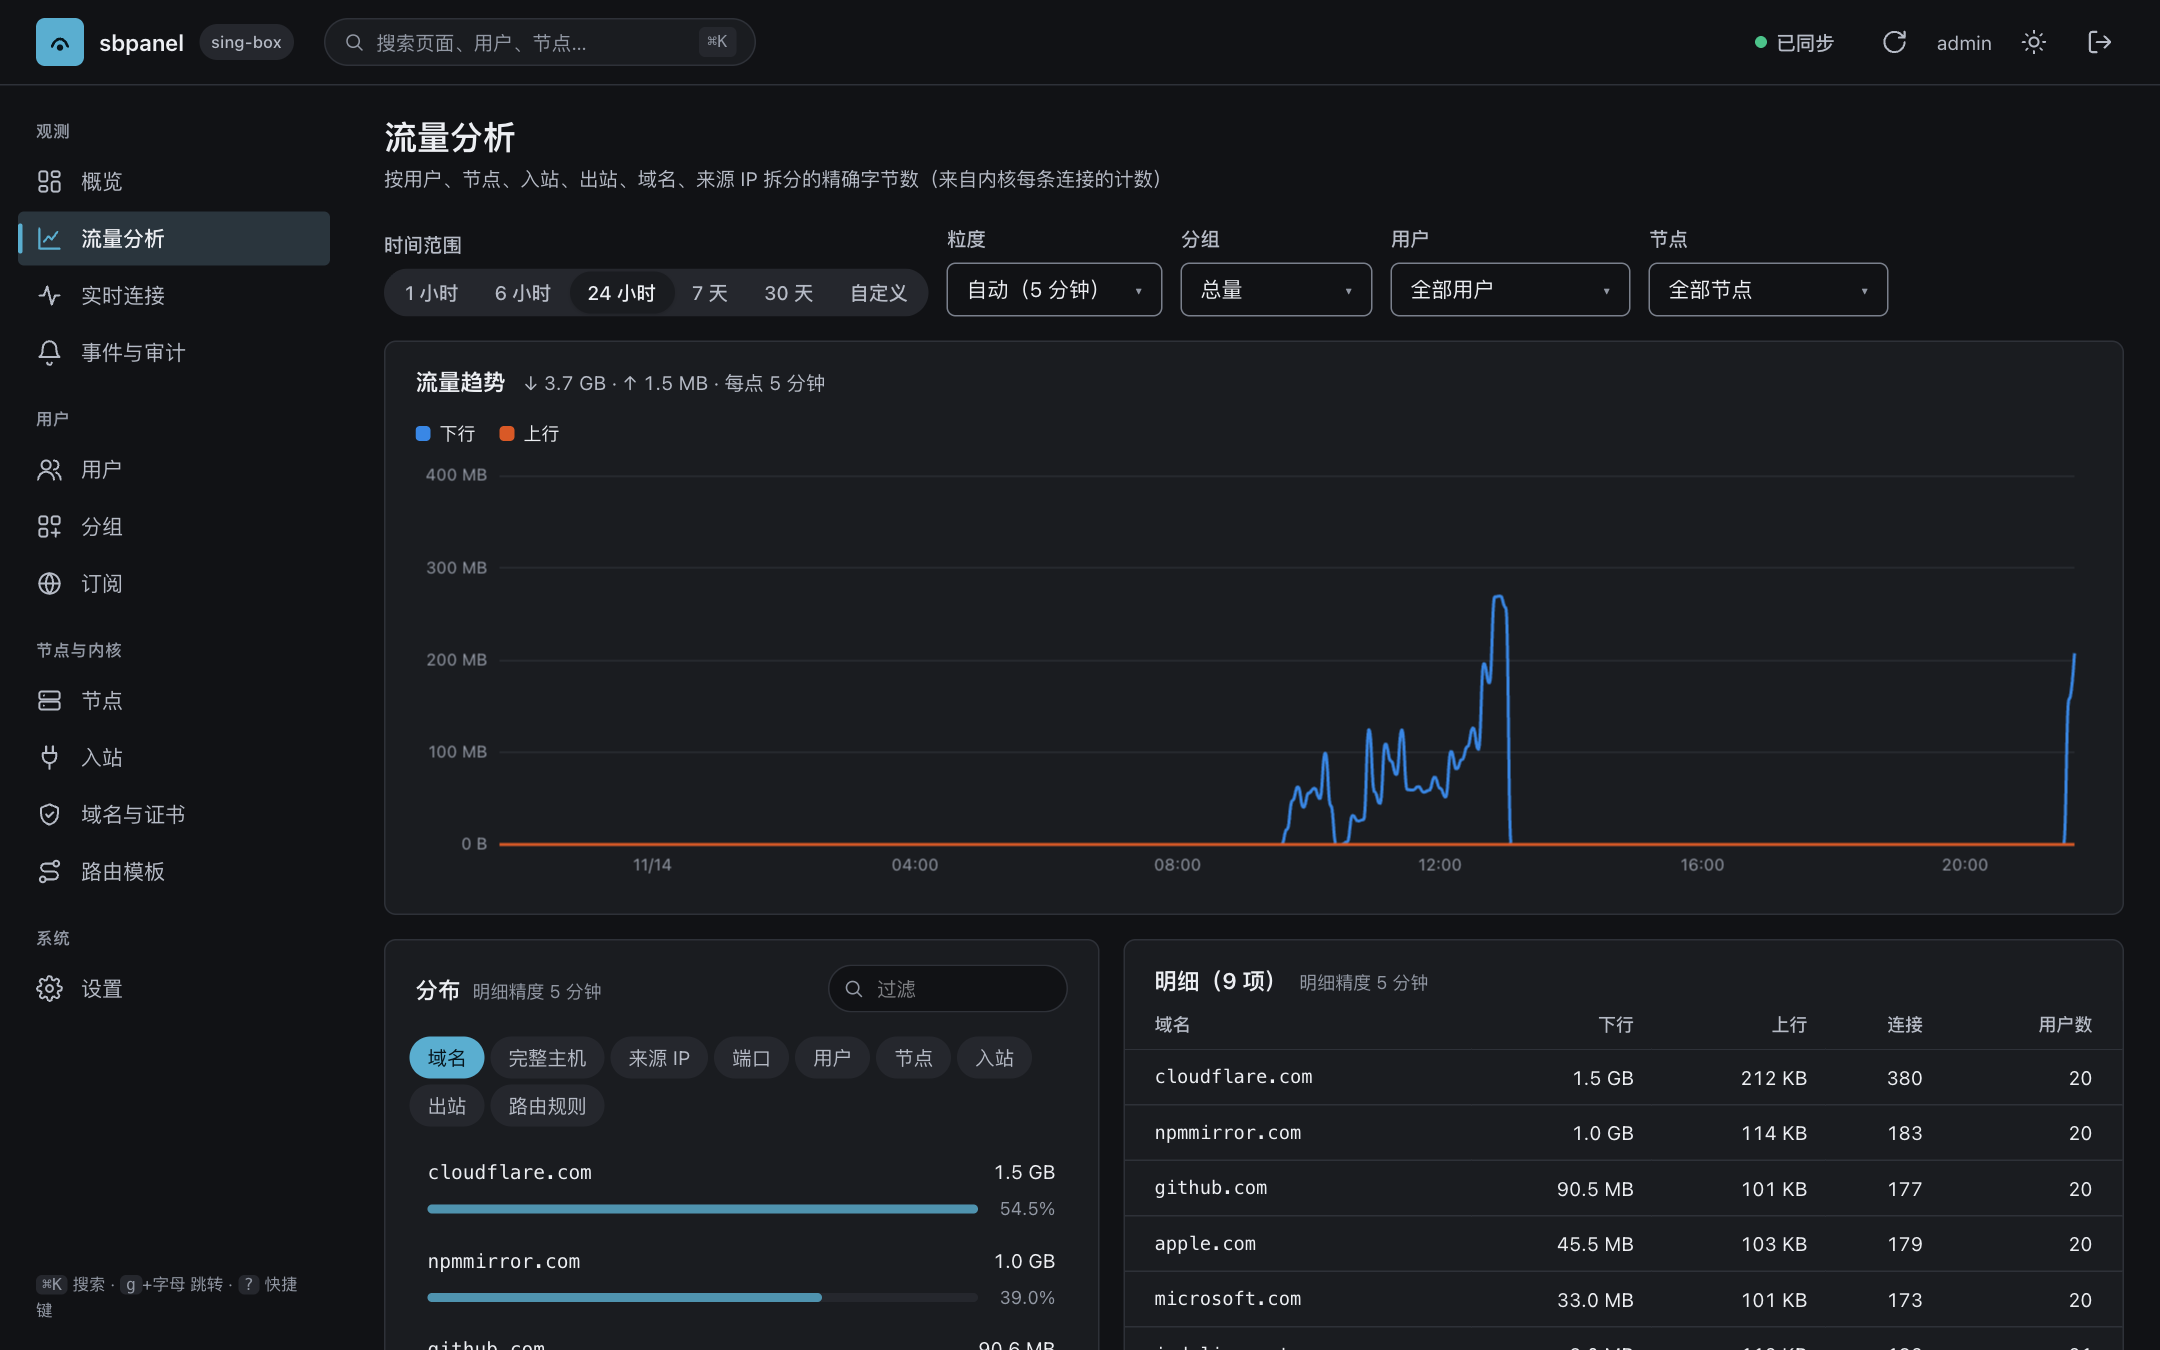 sbpanel
sing-box
搜索页面、用户、节点...
⌘K
已同步
admin
观测
概览
流量分析
实时连接
事件与审计
用户
用户
分组
订阅
节点与内核
节点
入站
域名与证书
路由模板
系统
设置
⌘K 搜索 · g+字母 跳转 · ? 快捷
键
流量分析
按用户、节点、入站、出站、域名、来源 IP 拆分的精确字节数（来自内核每条连接的计数）
时间范围
1 小时 6 小时 24 小时 7 天 30 天 自定义
粒度
自动（5 分钟）
分组
总量
用户
全部用户
节点
全部节点
流量趋势 ↓ 3.7 GB · ↑ 1.5 MB · 每点 5 分钟
下行 上行
400 MB
300 MB
200 MB
100 MB
0 B
11/14 04:00 08:00 12:00 16:00 20:00
分布 明细精度 5 分钟
过滤
域名 完整主机 来源 IP 端口 用户 节点 入站
出站 路由规则
cloudflare.com 1.5 GB
54.5%
npmmirror.com 1.0 GB
39.0%
github.com 90.6 MB
明细（9 项） 明细精度 5 分钟
域名 下行 上行 连接 用户数
cloudflare.com 1.5 GB 212 KB 380 20
npmmirror.com 1.0 GB 114 KB 183 20
github.com 90.5 MB 101 KB 177 20
apple.com 45.5 MB 103 KB 179 20
microsoft.com 33.0 MB 101 KB 173 20